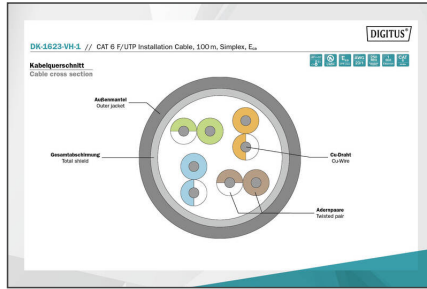 DIGITUS®
DK-1623-VH-1 // CAT 6 F/UTP Installation Cable, 100 m, Simplex, Eca
Kabelquerschnitt
Cable cross section
Außenmantel
Outer jacket
Gesamtabschirmung
Total shield
Cu-Draht
Cu-Wire
Adernpaare
Twisted pair